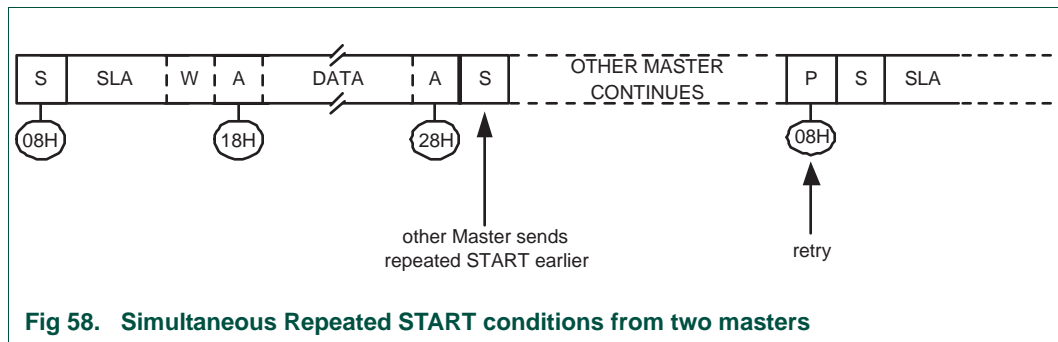 S SLA W A DATA A S OTHER MASTER CONTINUES P S SLA
08H 18H 28H 08H
other Master sends
repeated START earlier
retry
Fig 58. Simultaneous Repeated START conditions from two masters